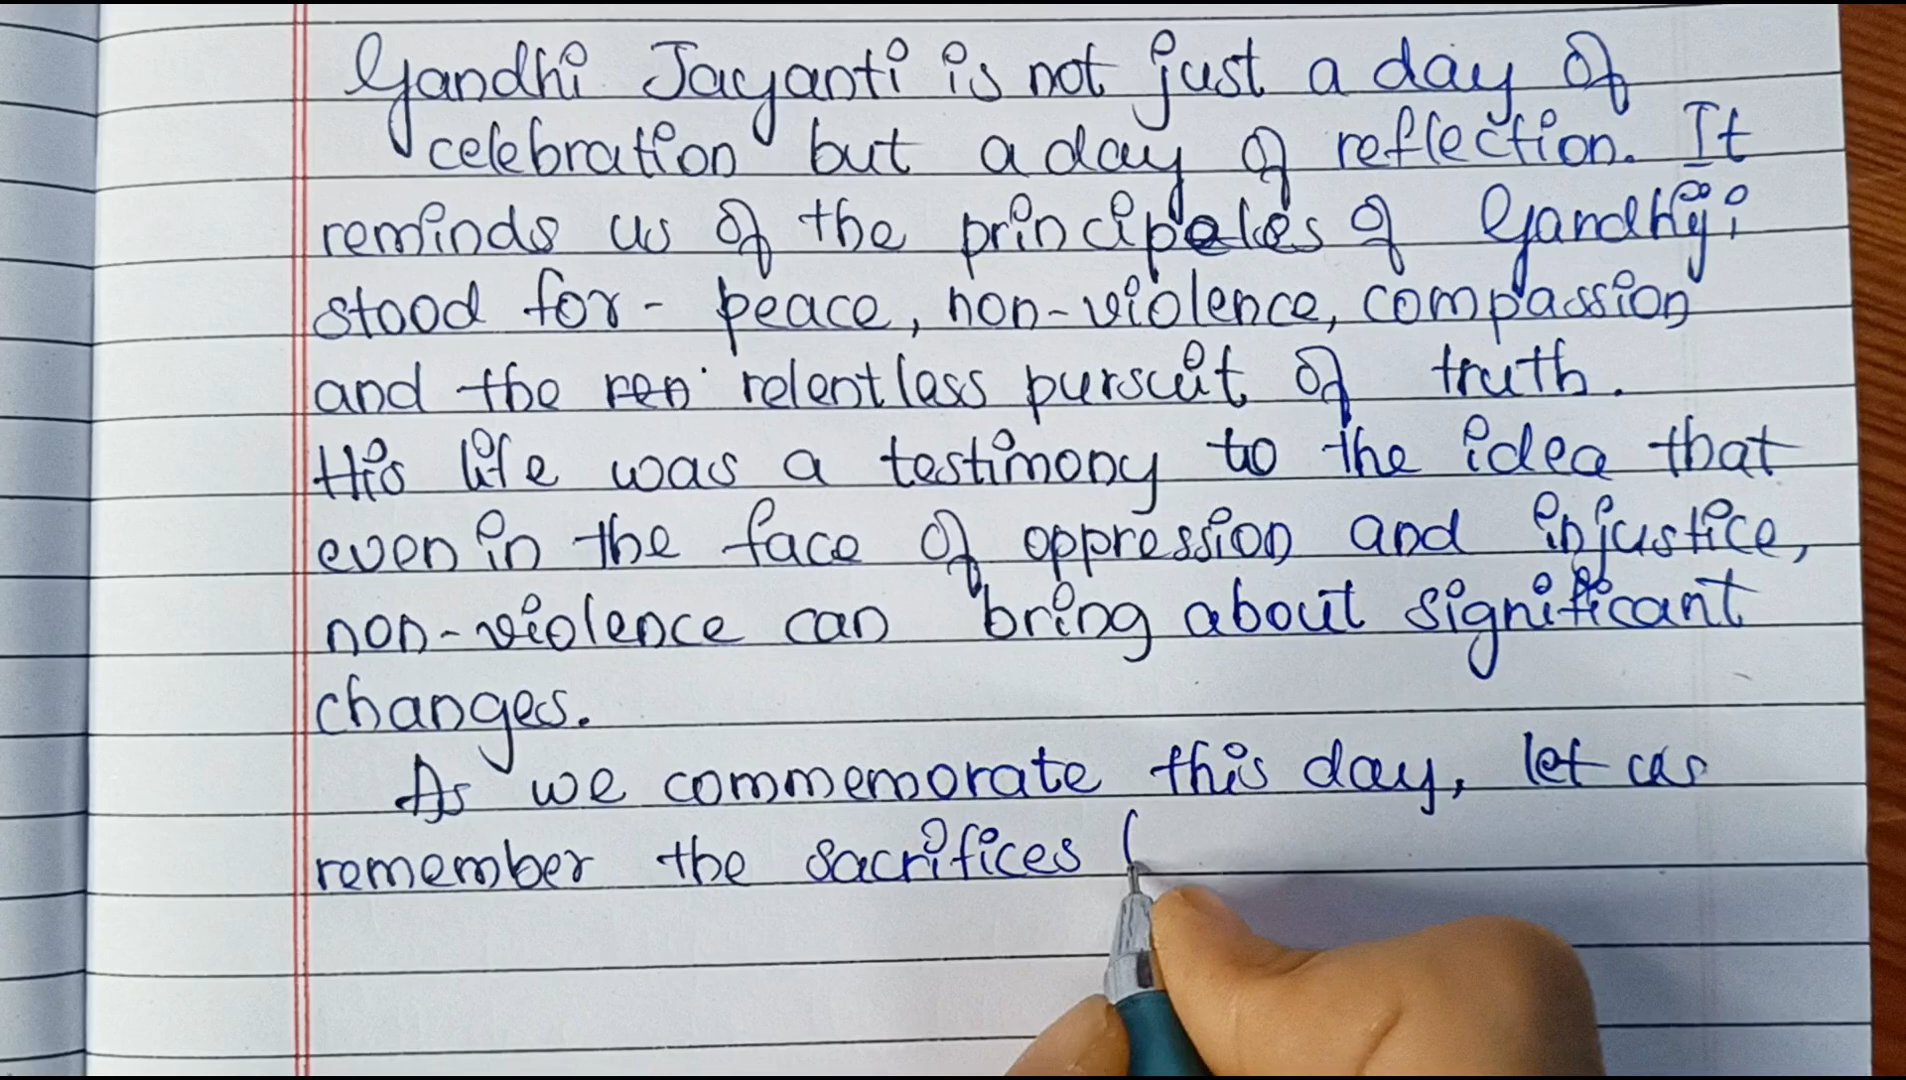 Gandhi Jayanti is not just a day of
celebration but a day of reflection. It
reminds us of the principles of Gandhiji
stood for - peace, non-violence, compassion
and the ren relentless pursuit of truth.
His life was a testimony to the idea that
even in the face of oppression and injustice,
non-violence can bring about significant
changes.
As we commemorate this day, let us
remember the sacrifices